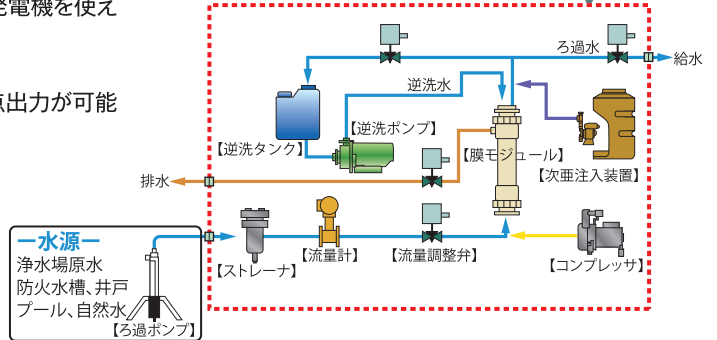 発電機を使え
点出力が可能
ろ過水
給水
逆洗水
【逆洗ポンプ】
【逆洗タンク】
【膜モジュール】
【次亜注入装置】
排水
【ストレーナ】
【流量計】
【流量調整弁】
【コンプレッサ】
ー水源ー
浄水場原水
防火水槽、井戸
プール、自然水
【ろ過ポンプ】